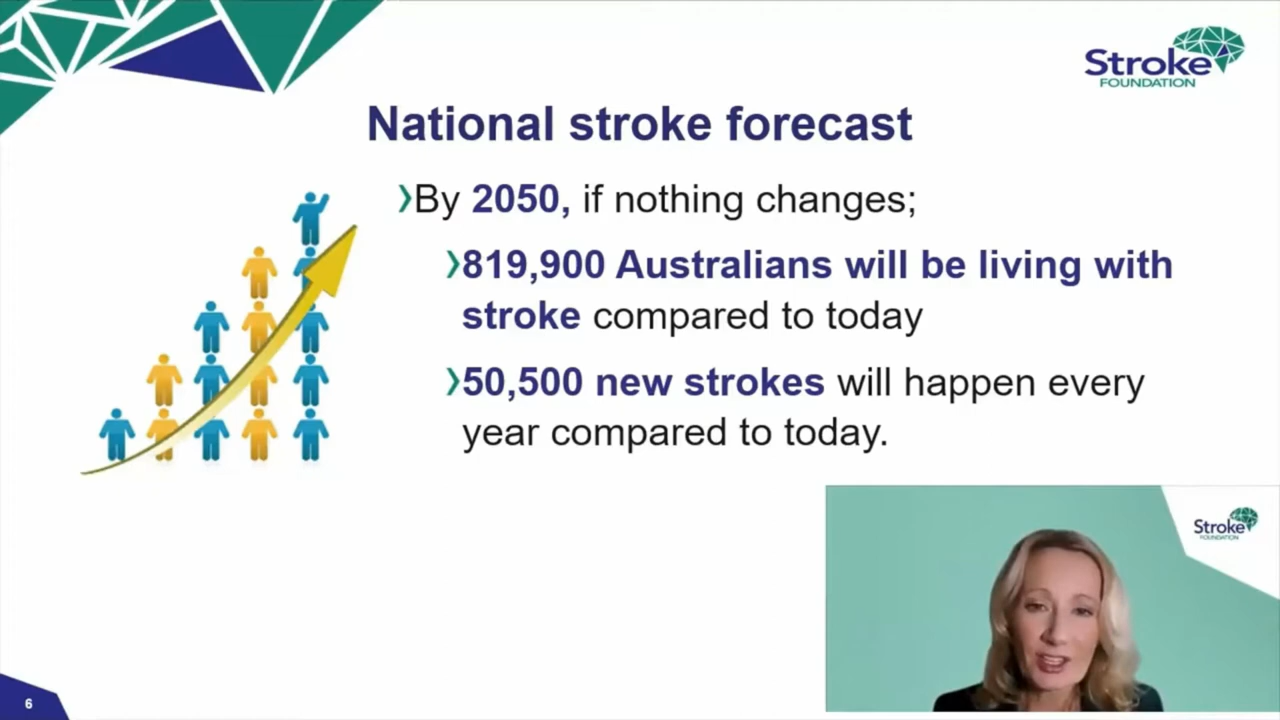 Stroke
FOUNDATION
National stroke forecast
By 2050, if nothing changes;
819,900 Australians will be living with
stroke compared to today
50,500 new strokes will happen every
year compared to today.
Stroke
FOUNDATION
6